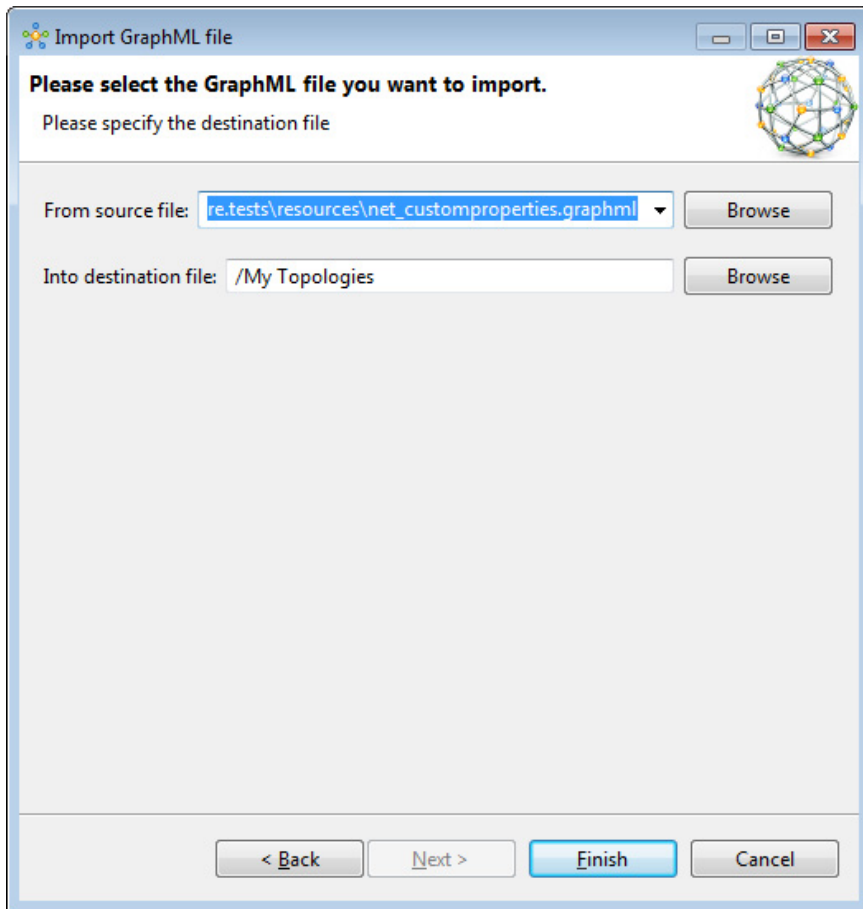 Import GraphML file
Please select the GraphML file you want to import.
Please specify the destination file
From source file: re.tests\resources\net_customproperties.graphml Browse
Into destination file: /My Topologies Browse
< Back Next > Finish Cancel